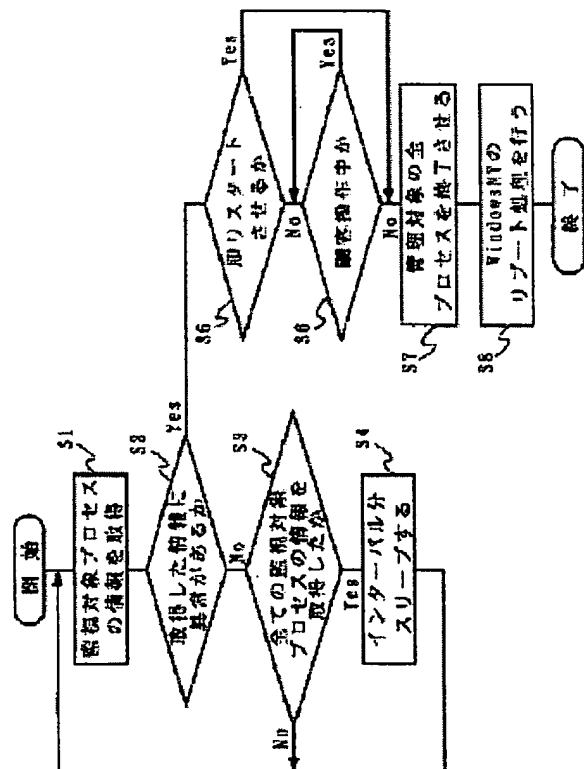 開始
S1
監視対象プロセス
の情報を取得
S2
取得した情報に
異常があるか
Yes
No
S3
全ての監視対象
プロセスの情報を
取得したか
No
Yes
S4
インターバル分
スリープする
即リスタート
させるか
Yes
No
顧客操作中か
Yes
No
S7
管理対象の全
プロセスを終了させる
S8
WindowsNTの
リブート処理を行う
終了